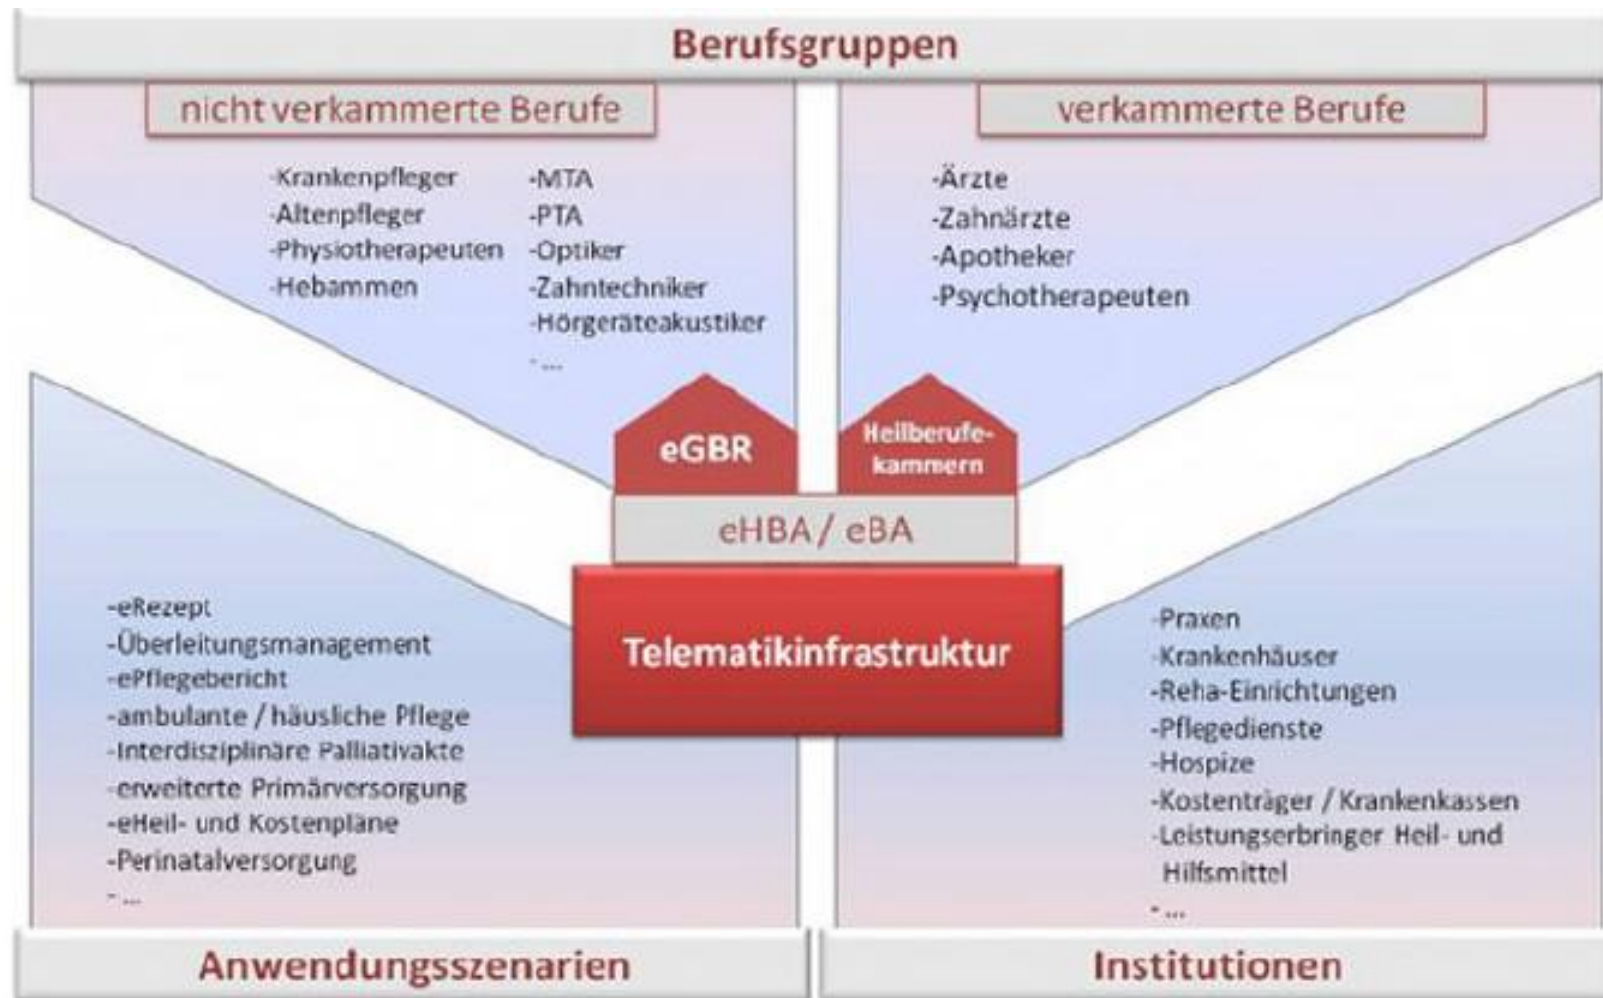 Berufsgruppen
nicht verkammerte Berufe
-Krankenpfleger
-Altenpfleger
-Physiotherapeuten
-Hebammen
-MTA
-PTA
-Optiker
-Zahntechniker
-Hörgeräteakustiker
- ...
verkammerte Berufe
-Ärzte
-Zahnärzte
-Apotheker
-Psychotherapeuten
eGBR
Heilberufe-
kammern
eHBA / eBA
Telematikinfrastruktur
-eRezept
-Überleitungsmanagement
-ePflegebericht
-ambulante / häusliche Pflege
-Interdisziplinäre Palliativakte
-erweiterte Primärversorgung
-eHeil- und Kostenpläne
-Perinatalversorgung
- ...
-Praxen
-Krankenhäuser
-Reha-Einrichtungen
-Pflegedienste
-Hospize
-Kostenträger / Krankenkassen
-Leistungserbringer Heil- und
Hilfsmittel
- ...
Anwendungsszenarien
Institutionen